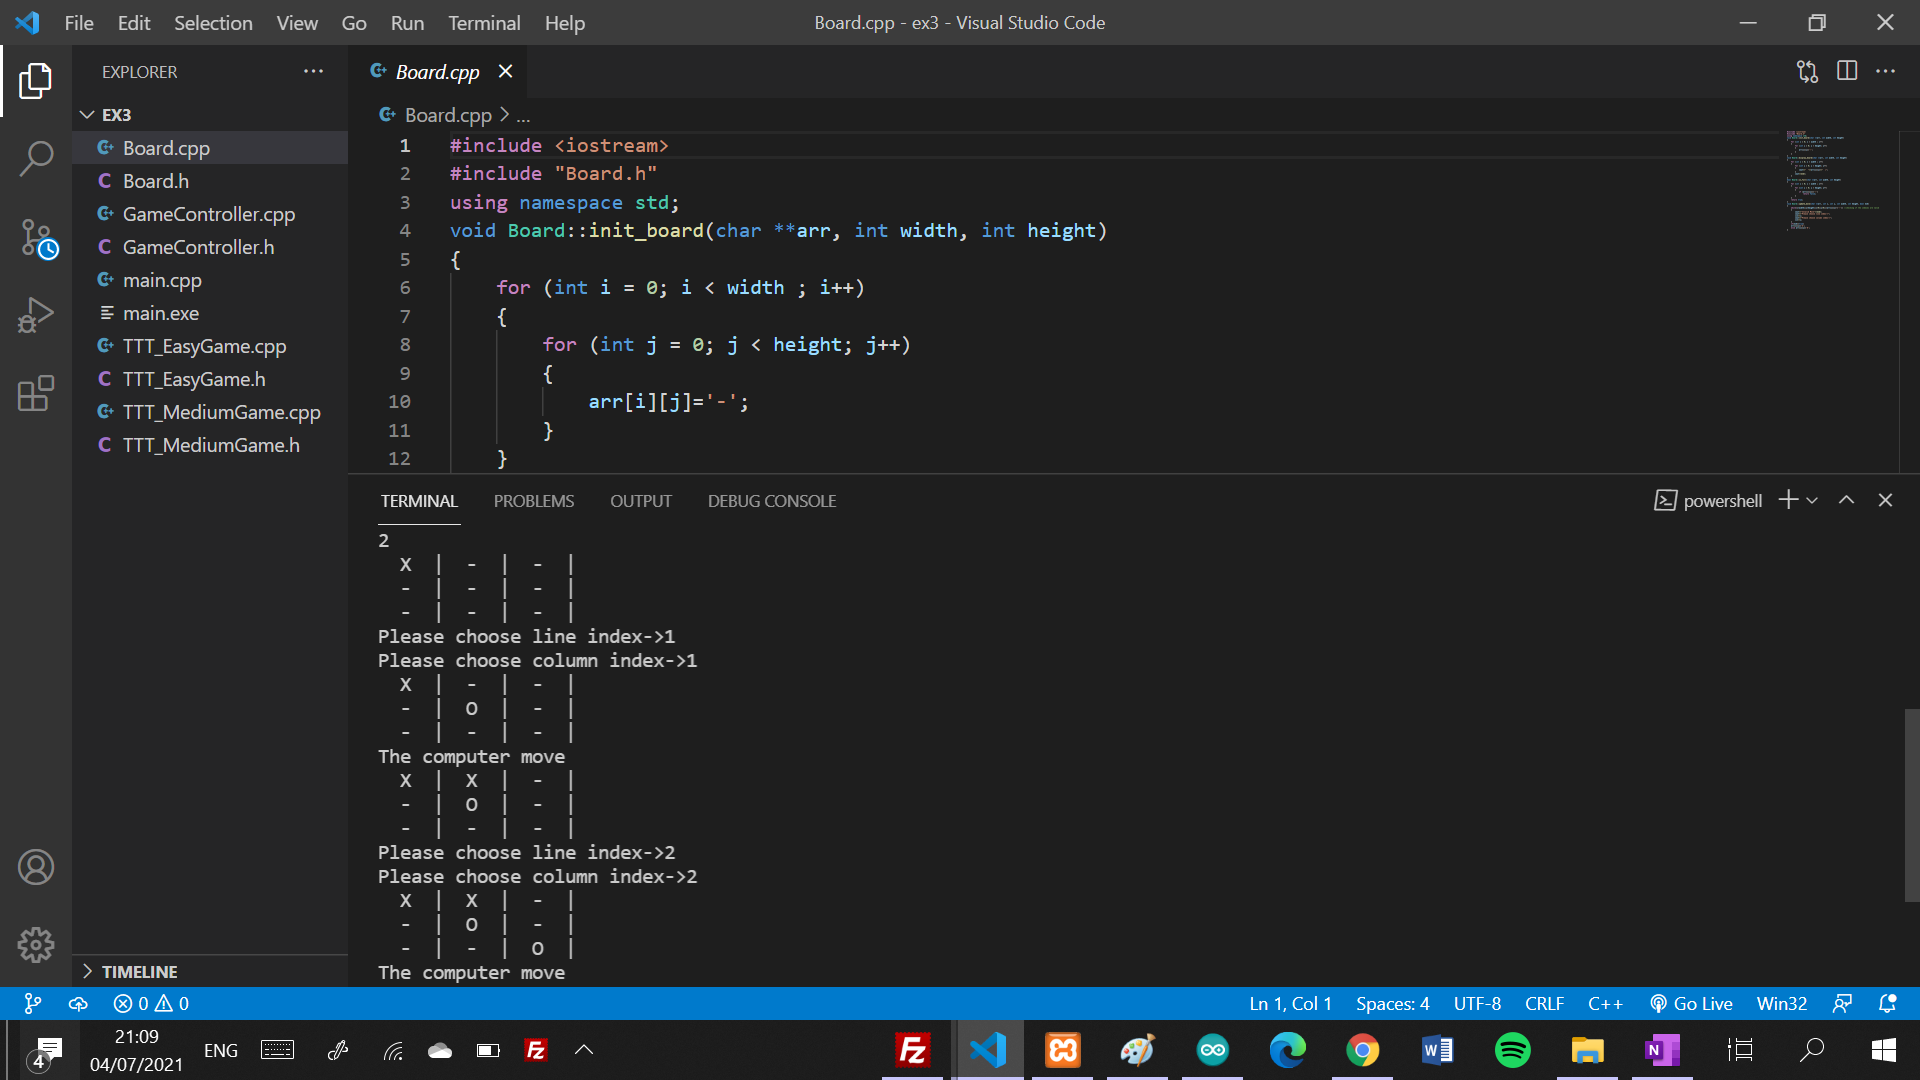 File Edit Selection View Go Run Terminal Help
Board.cpp - ex3 - Visual Studio Code
EXPLORER
EX3
Board.cpp
Board.h
GameController.cpp
GameController.h
main.cpp
main.exe
TTT_EasyGame.cpp
TTT_EasyGame.h
TTT_MediumGame.cpp
TTT_MediumGame.h
TIMELINE
Board.cpp
Board.cpp > ...
1 #include <iostream>
2 #include "Board.h"
3 using namespace std;
4 void Board::init_board(char **arr, int width, int height)
5 {
6 for (int i = 0; i < width ; i++)
7 {
8 for (int j = 0; j < height; j++)
9 {
10 arr[i][j]='-';
11 }
12 }
TERMINAL PROBLEMS OUTPUT DEBUG CONSOLE
powershell
2
X | - | - |
- | - | - |
- | - | - |
Please choose line index->1
Please choose column index->1
X | - | - |
- | O | - |
- | - | - |
The computer move
X | X | - |
- | O | - |
- | - | - |
Please choose line index->2
Please choose column index->2
X | X | - |
- | O | - |
- | - | O |
The computer move
0 0
Ln 1, Col 1 Spaces: 4 UTF-8 CRLF C++ Go Live Win32
4
21:09
04/07/2021
ENG